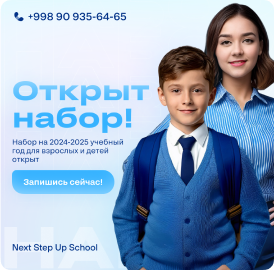 +998 90 935-64-65
Открыт
набор!
Набор на 2024-2025 учебный
год для взрослых и детей
открыт
Запишись сейчас!
Next Step Up School